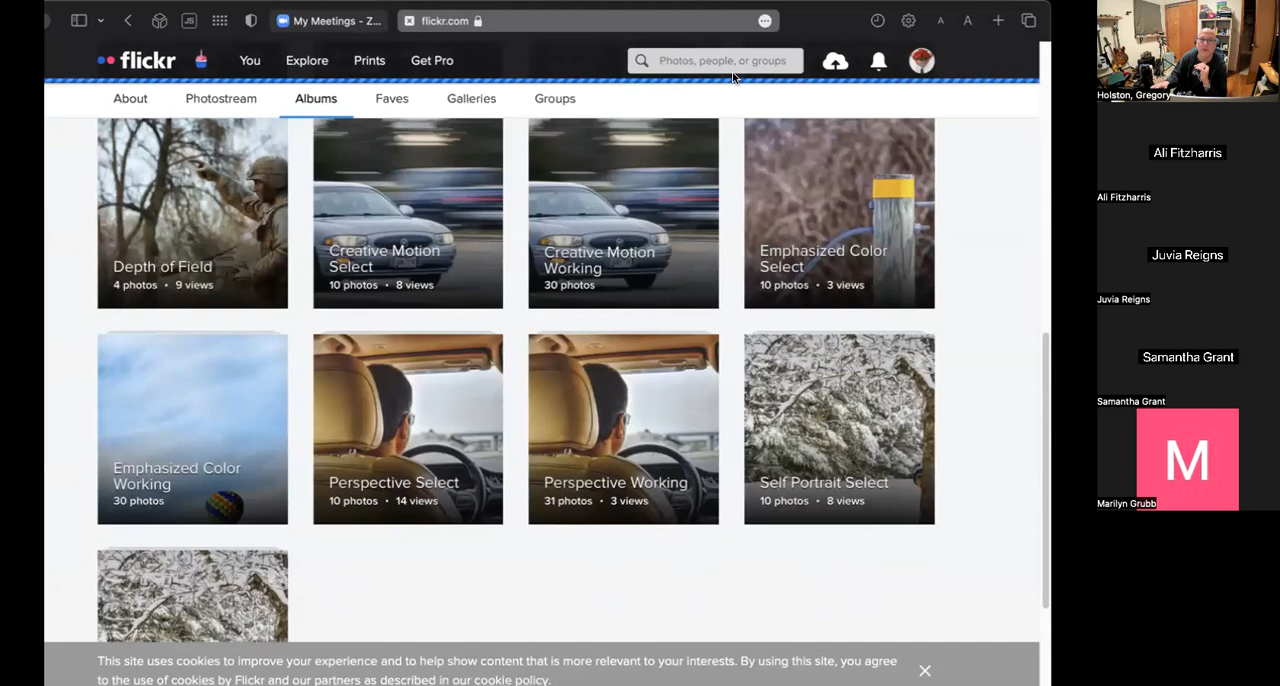 JS
My Meetings - Z...
flickr.com
A
A
flickr
You
Explore
Prints
Get Pro
Photos, people, or groups
About
Photostream
Albums
Faves
Galleries
Groups
Depth of Field
4 photos • 9 views
Creative Motion
Select
10 photos • 8 views
Creative Motion
Working
30 photos
Emphasized Color
Select
10 photos • 3 views
Emphasized Color
Working
30 photos
Perspective Select
10 photos • 14 views
Perspective Working
31 photos • 3 views
Self Portrait Select
10 photos • 8 views
This site uses cookies to improve your experience and to help show content that is more relevant to your interests. By using this site, you agree
to the use of cookies by Flickr and our partners as described in our cookie policy.
Holston, Gregory
Ali Fitzharris
Ali Fitzharris
Juvia Reigns
Juvia Reigns
Samantha Grant
Samantha Grant
M
Marilyn Grubb